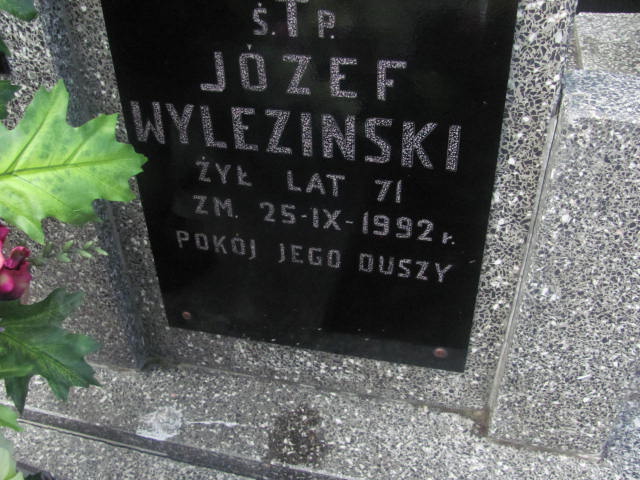 Ś.†P.
JÓZEF
WYLEZINSKI
ŻYŁ LAT 71
ZM. 25-IX-1992 r.
POKÓJ JEGO DUSZY